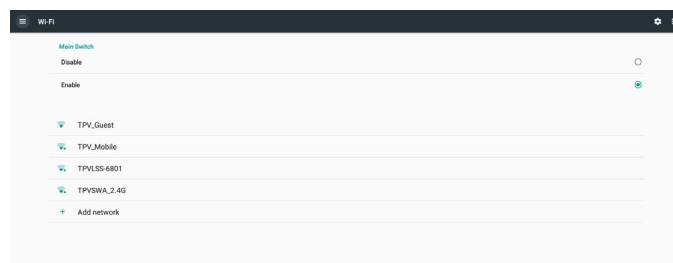 Wi-Fi
Main Switch
Disable
Enable
TPV_Guest
TPV_Mobile
TPVLSS-6801
TPVSWA_2.4G
Add network